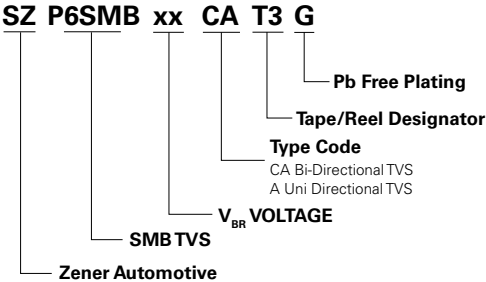 SZ P6SMB xx CA T3 G
Pb Free Plating
Tape/Reel Designator
Type Code
CA Bi-Directional TVS
A Uni Directional TVS
VBR VOLTAGE
SMB TVS
Zener Automotive